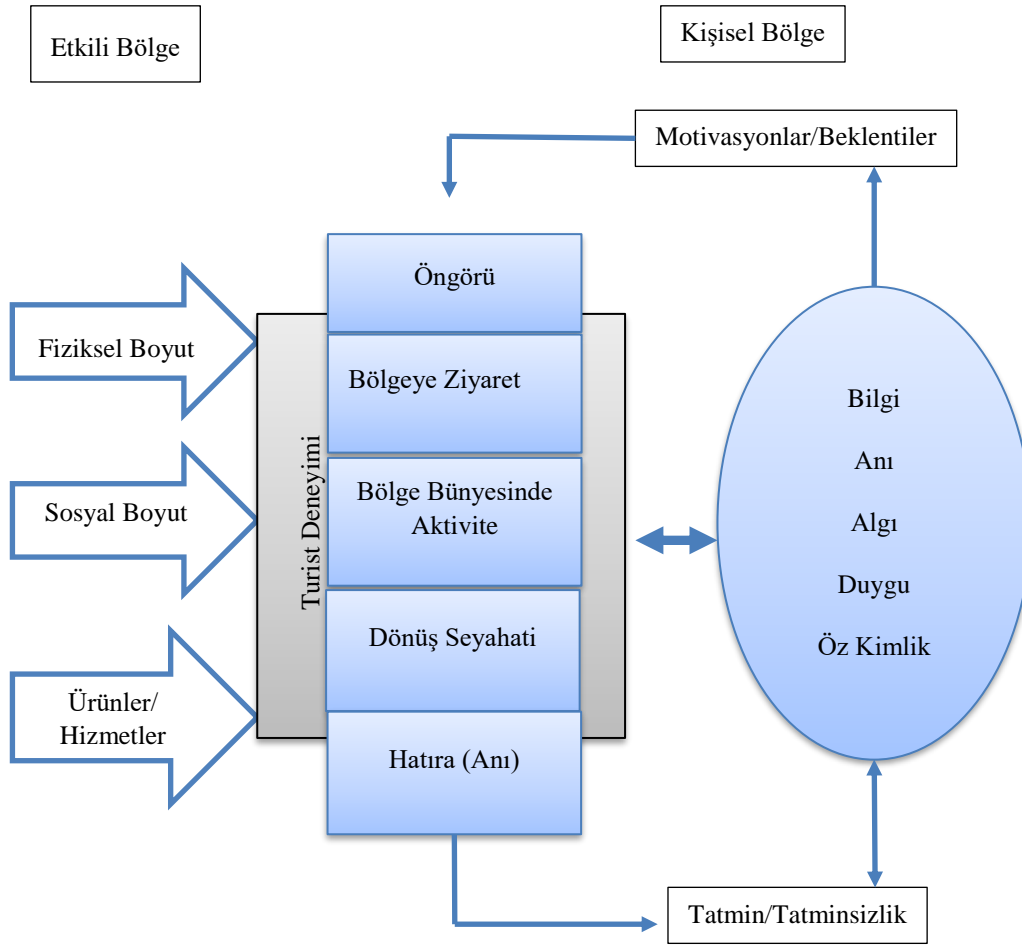 Etkili Bölge
Kişisel Bölge
Motivasyonlar/Beklentiler
Öngörü
Fiziksel Boyut
Bölgeye Ziyaret
Turist Deneyimi
Sosyal Boyut
Bölge Bünyesinde
Aktivite
Dönüş Seyahati
Ürünler/
Hizmetler
Hatıra (Anı)
Bilgi
Anı
Algı
Duygu
Öz Kimlik
Tatmin/Tatminsizlik